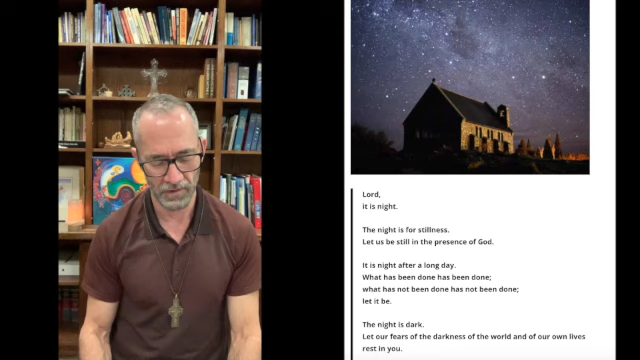 Lord,
it is night.
The night is for stillness.
Let us be still in the presence of God.
It is night after a long day.
What has been done has been done;
what has not been done has not been done;
let it be.
The night is dark.
Let our fears of the darkness of the world and of our own lives
rest in you.